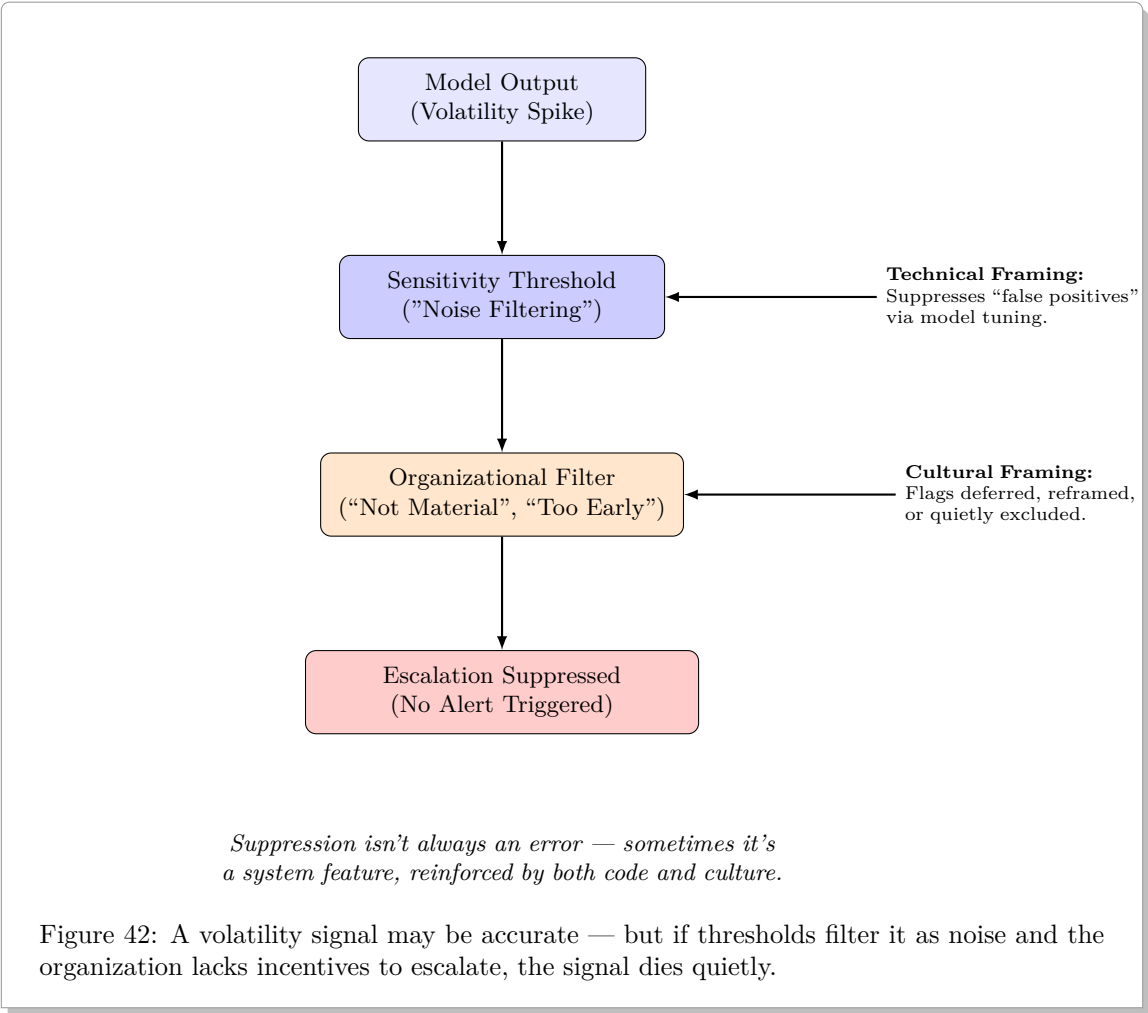 Model Output
(Volatility Spike)
Sensitivity Threshold
(”Noise Filtering”)
Technical Framing:
Suppresses “false positives”
via model tuning.
Organizational Filter
(“Not Material”, “Too Early”)
Cultural Framing:
Flags deferred, reframed,
or quietly excluded.
Escalation Suppressed
(No Alert Triggered)
Suppression isn’t always an error — sometimes it’s
a system feature, reinforced by both code and culture.
Figure 42: A volatility signal may be accurate — but if thresholds filter it as noise and the
organization lacks incentives to escalate, the signal dies quietly.